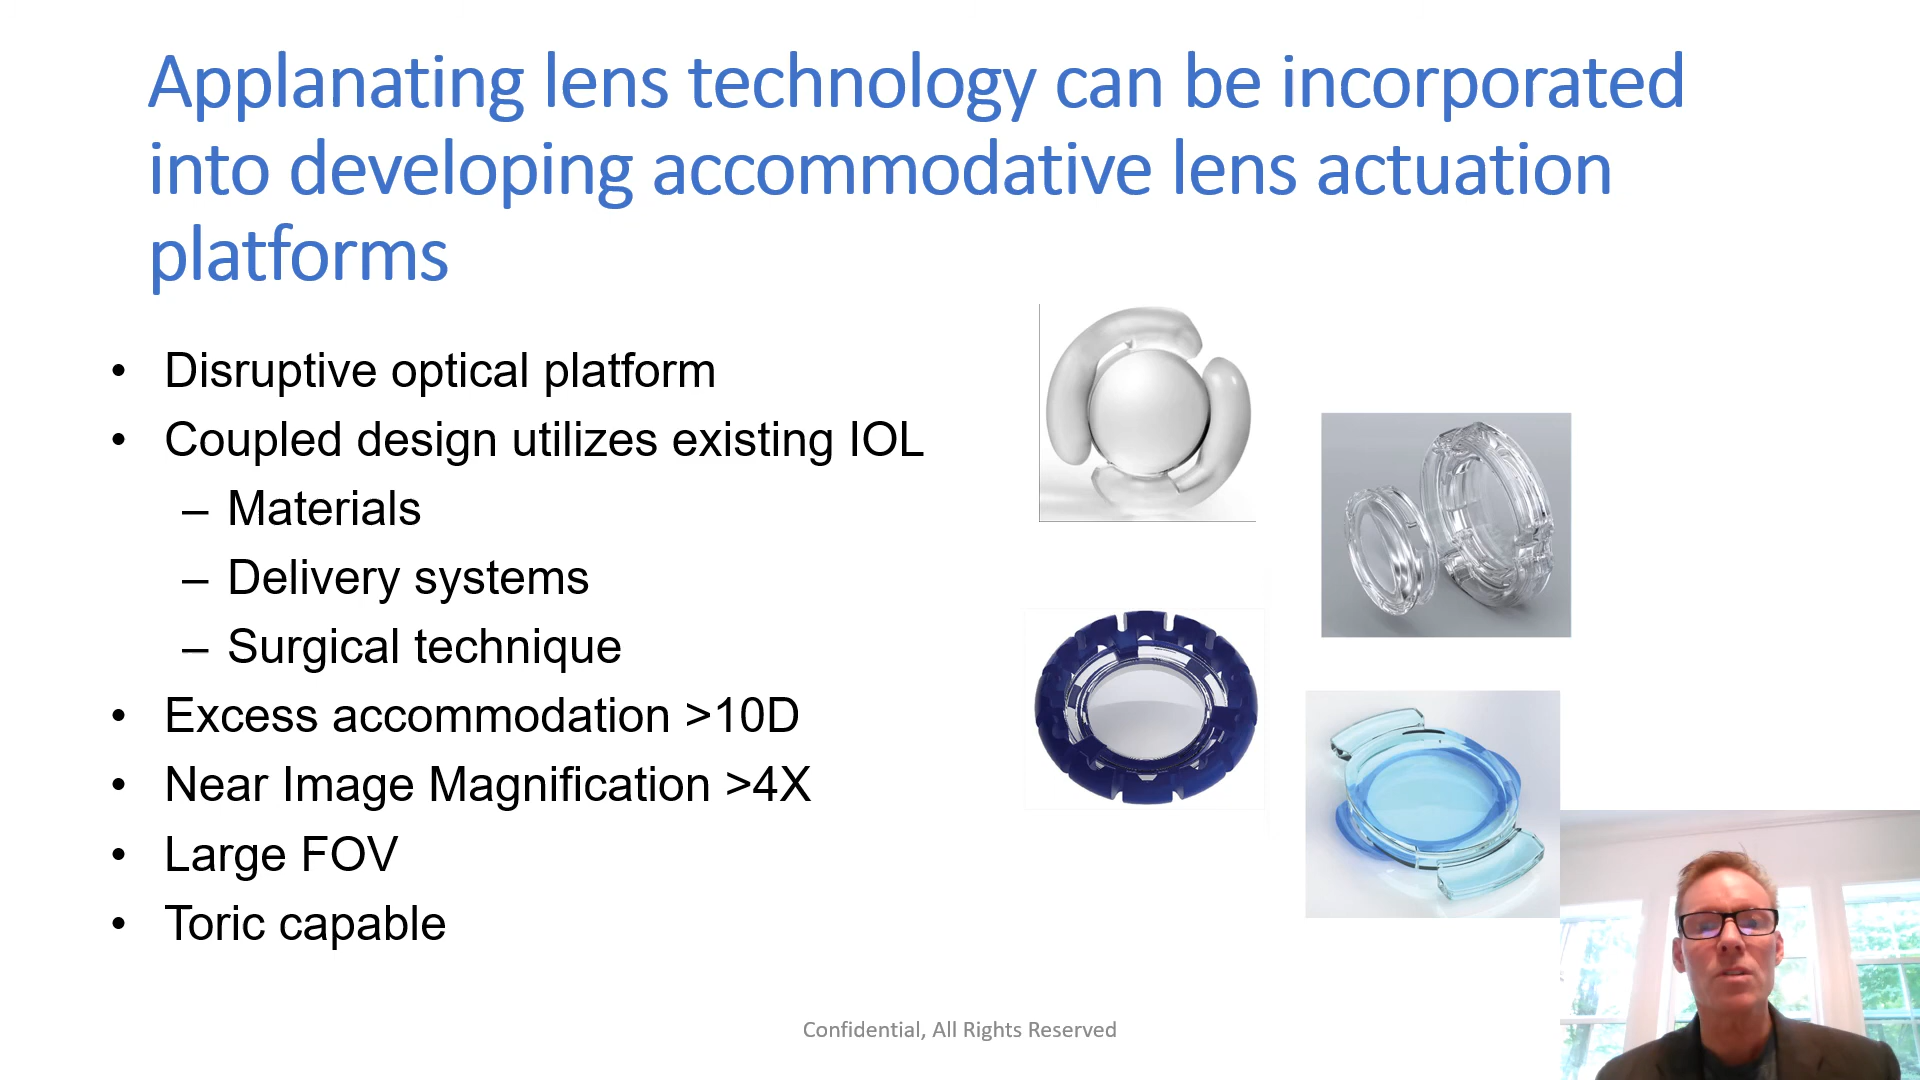 Applanating lens technology can be incorporated
into developing accommodative lens actuation
platforms
• Disruptive optical platform
• Coupled design utilizes existing IOL
– Materials
– Delivery systems
– Surgical technique
• Excess accommodation >10D
• Near Image Magnification >4X
• Large FOV
• Toric capable
Confidential, All Rights Reserved